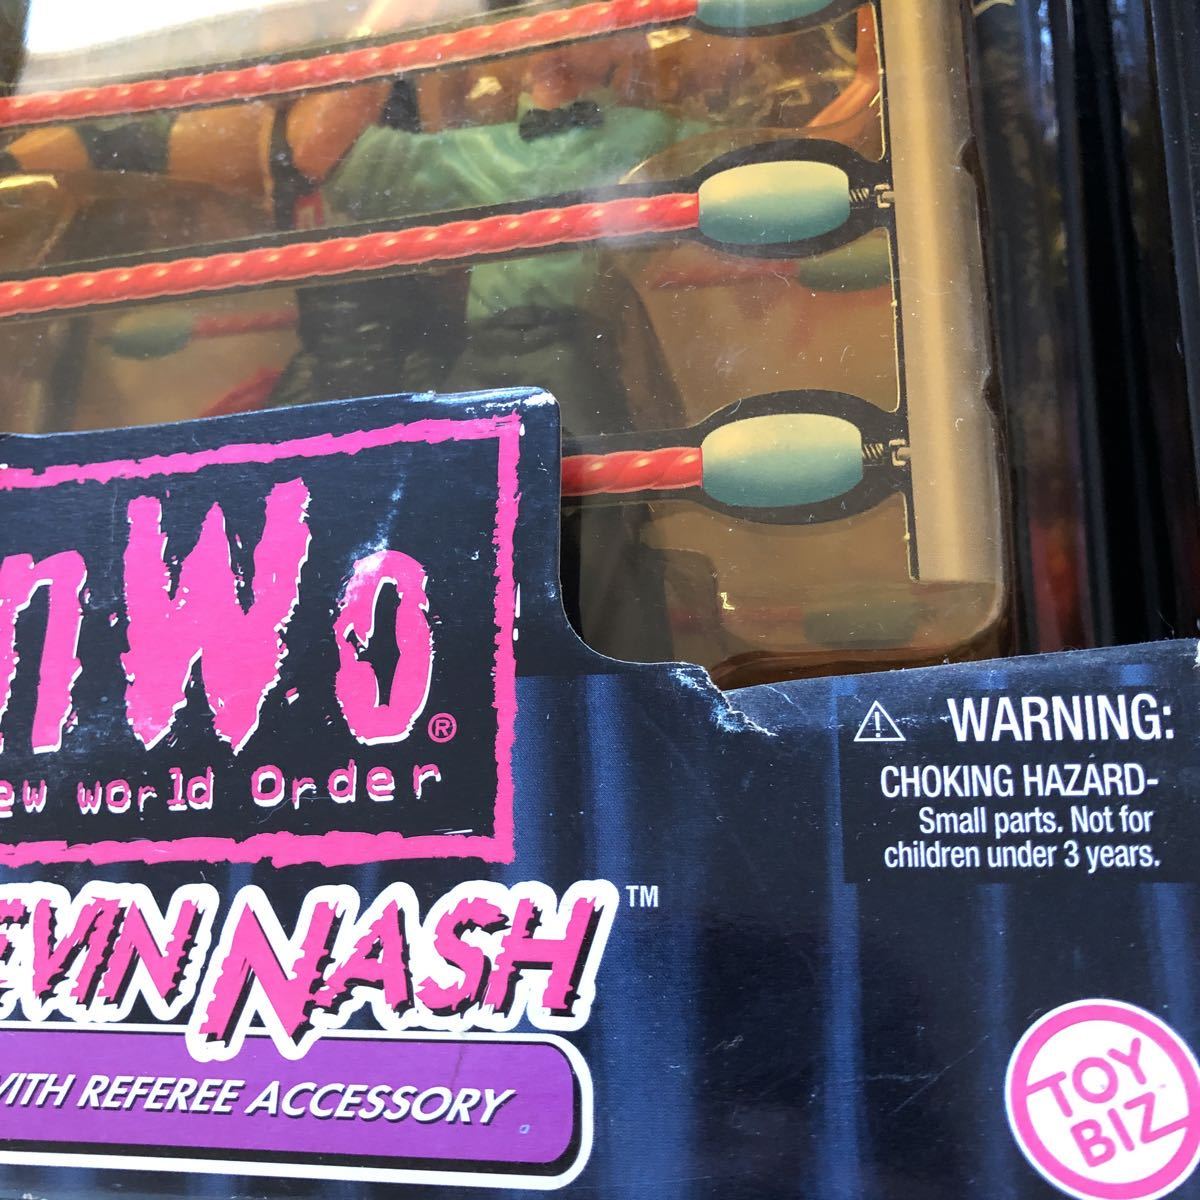 nWo®
ew world order
EVIN NASH™
WITH REFEREE ACCESSORY
⚠ WARNING:
CHOKING HAZARD-
Small parts. Not for
children under 3 years.
TOY
BIZ